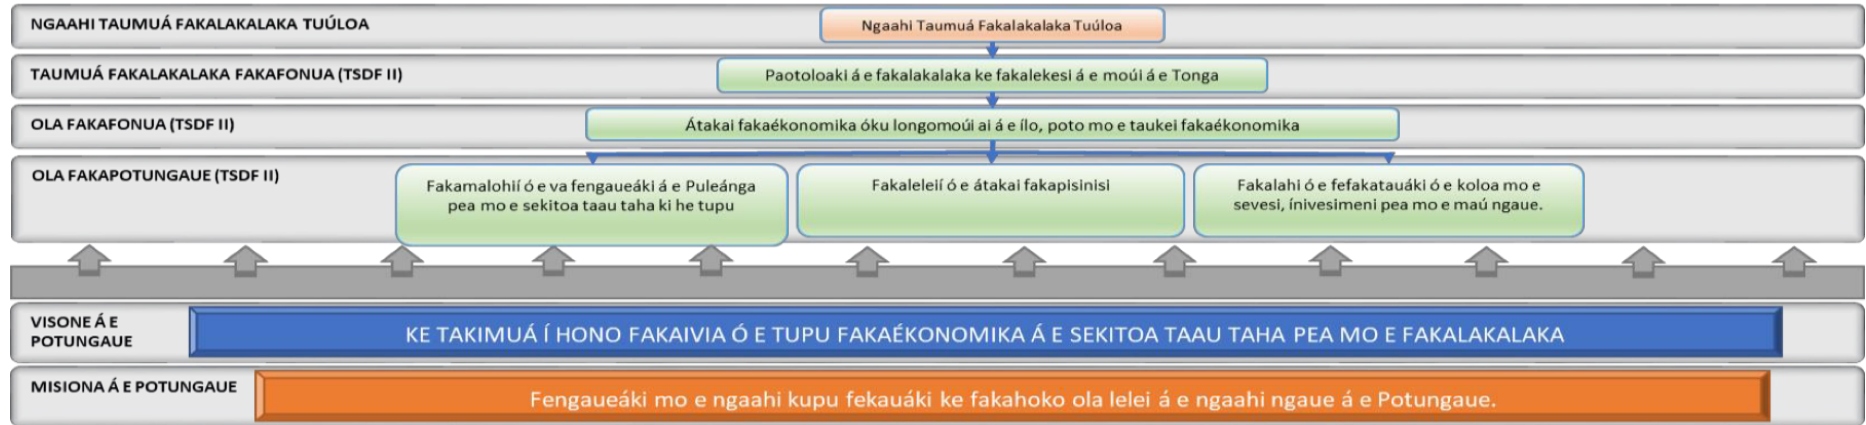 NGAAHI TAUMUÁ FAKALAKALAKA TUÚLOA
Ngaahi Taumuá Fakalakalaka Tuúloa
TAUMUÁ FAKALAKALAKA FAKAFONUA (TSDF II)
Paotoloaki á e fakalakalaka ke fakalekesi á e moúi á e Tonga
OLA FAKAFONUA (TSDF II)
Átakai fakaékonomika óku longomoúi ai á e ílo, poto mo e taukei fakaékonomika
OLA FAKAPOTUNGAUE (TSDF II)
Fakamalohií ó e va fengaueáki á e Puleánga
pea mo e sekitoa taau taha ki he tupu
Fakaleleií ó e átakai fakapisinisi
Fakalahi ó e fefakatauáki ó e koloa mo e
sevesi, ínivesimeni pea mo e maú ngaue.
VISONE Á E
POTUNGAUE
KE TAKIMUÁ Í HONO FAKAIVIA Ó E TUPU FAKAÉKONOMIKA Á E SEKITOA TAAU TAHA PEA MO E FAKALAKALAKA
MISIONA Á E POTUNGAUE
Fengaueáki mo e ngaahi kupu fekauáki ke fakahoko ola lelei á e ngaahi ngaue á e Potungaue.